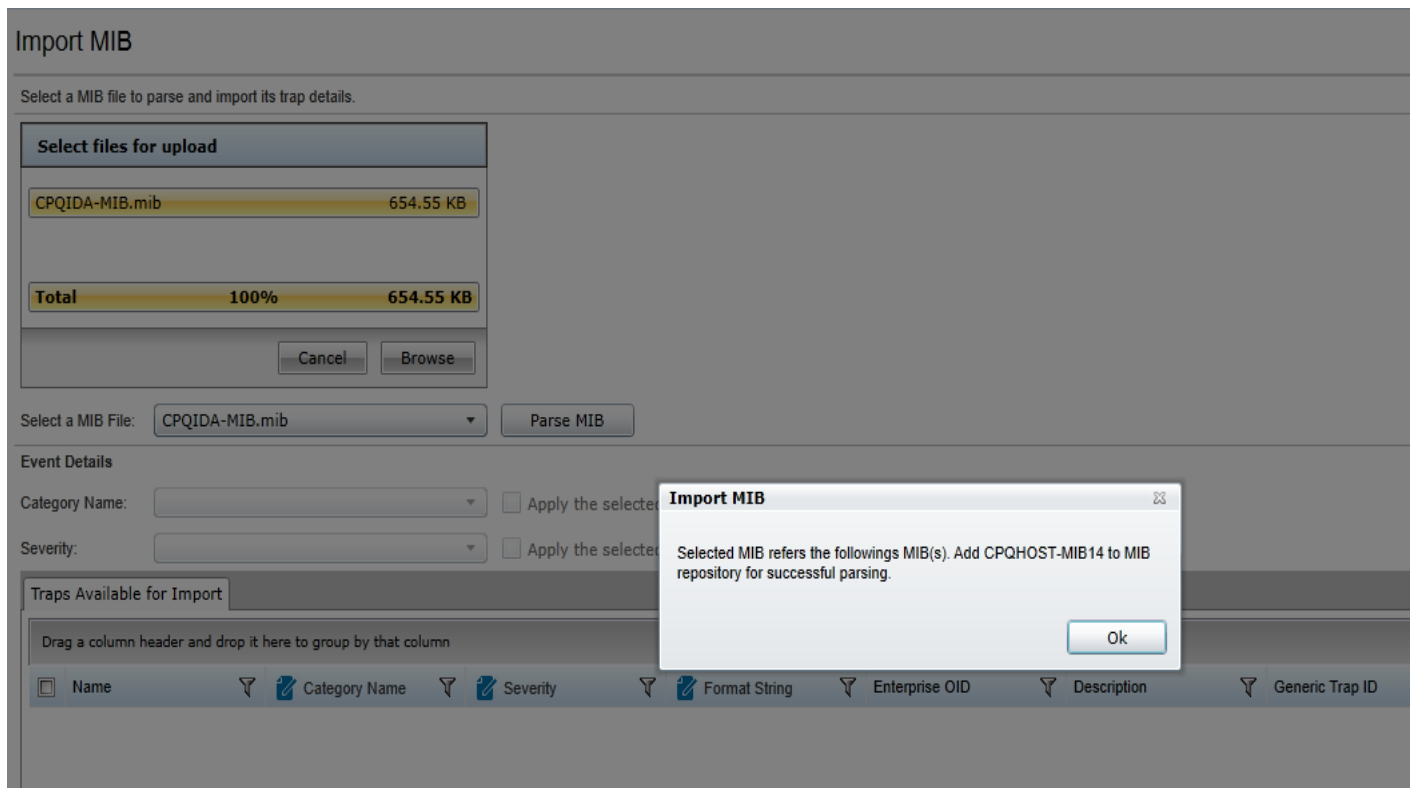 Import MIB
Select a MIB file to parse and import its trap details.
Select files for upload
CPQIDA-MIB.mib 654.55 KB
Total 100% 654.55 KB
Cancel Browse
Select a MIB File: CPQIDA-MIB.mib Parse MIB
Event Details
Category Name: Apply the selected
Severity: Apply the selected
Import MIB
Selected MIB refers the followings MIB(s). Add CPQHOST-MIB14 to MIB
repository for successful parsing.
Ok
Traps Available for Import
Drag a column header and drop it here to group by that column
Name Category Name Severity Format String Enterprise OID Description Generic Trap ID